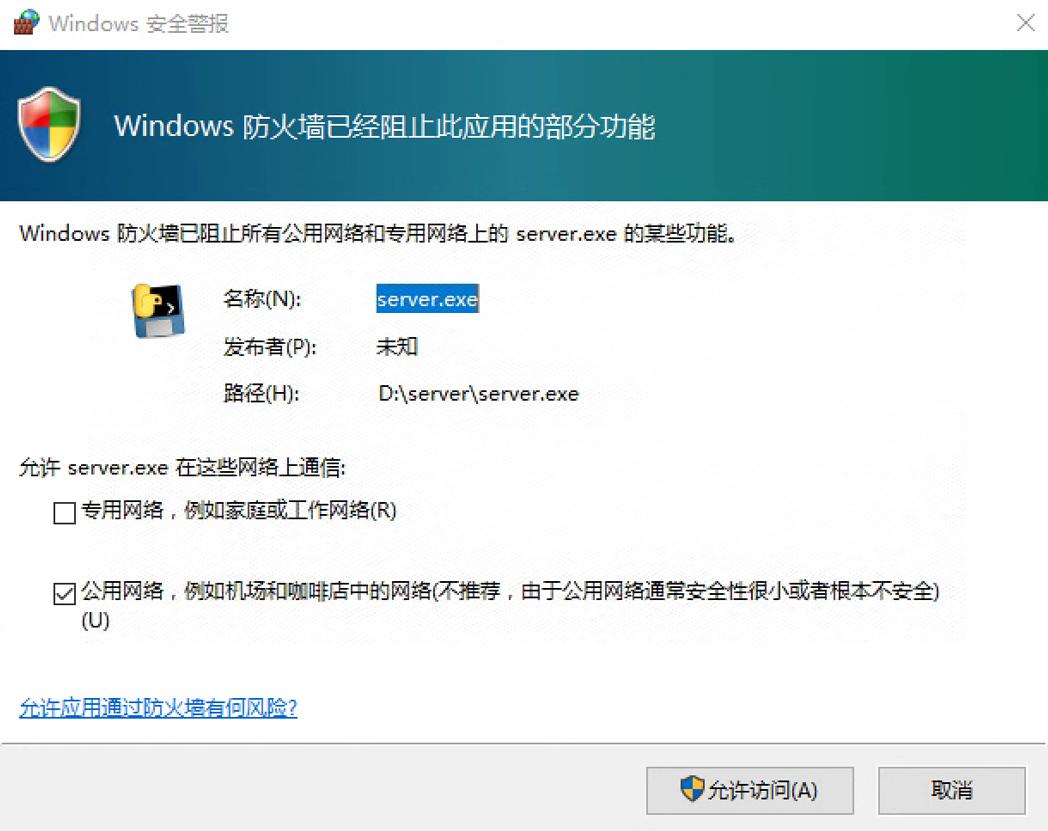 Windows 安全警报
Windows 防火墙已经阻止此应用的部分功能
Windows 防火墙已阻止所有公用网络和专用网络上的 server.exe 的某些功能。
名称(N): server.exe
发布者(P): 未知
路径(H): D:\server\server.exe
允许 server.exe 在这些网络上通信:
专用网络，例如家庭或工作网络(R)
公用网络，例如机场和咖啡店中的网络(不推荐，由于公用网络通常安全性很小或者根本不安全)
(U)
允许应用通过防火墙有何风险?
允许访问(A) 取消